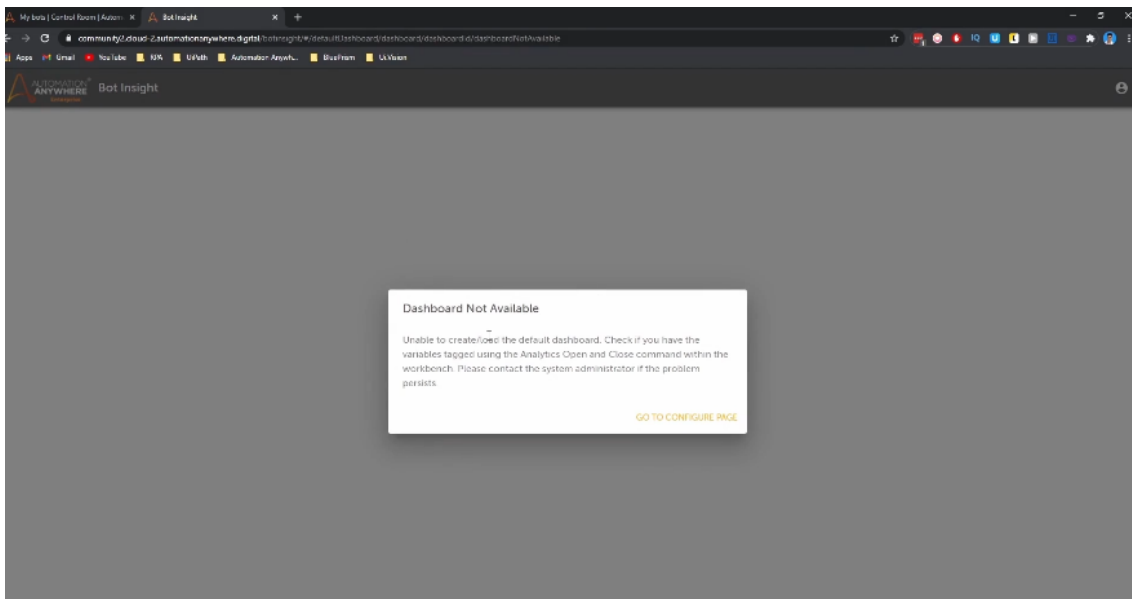 My bots | Control Room | Autom
Bot Insight
community2.cloud-2.automationanywhere.digital/botinsight/#/defaultDashboard/dashboard/dashboardid/dashboardNotAvailable
Apps
Gmail
YouTube
RPA
UiPath
Automation Anywh...
BluePrism
UiVision
AUTOMATION
ANYWHERE
Bot Insight
Dashboard Not Available
Unable to create/load the default dashboard. Check if you have the
variables tagged using the Analytics Open and Close command within the
workbench. Please contact the system administrator if the problem
persists.
GO TO CONFIGURE PAGE